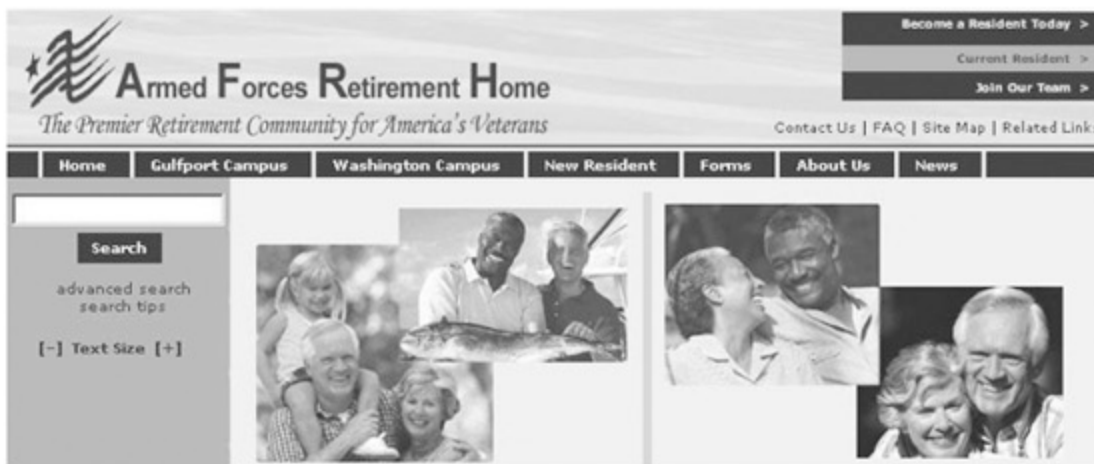 Become a Resident Today >
Current Resident >
Join Our Team >
Armed Forces Retirement Home
The Premier Retirement Community for America's Veterans
Contact Us | FAQ | Site Map | Related Link
Home Gulfport Campus Washington Campus New Resident Forms About Us News
Search
advanced search
search tips
[-] Text Size [+]